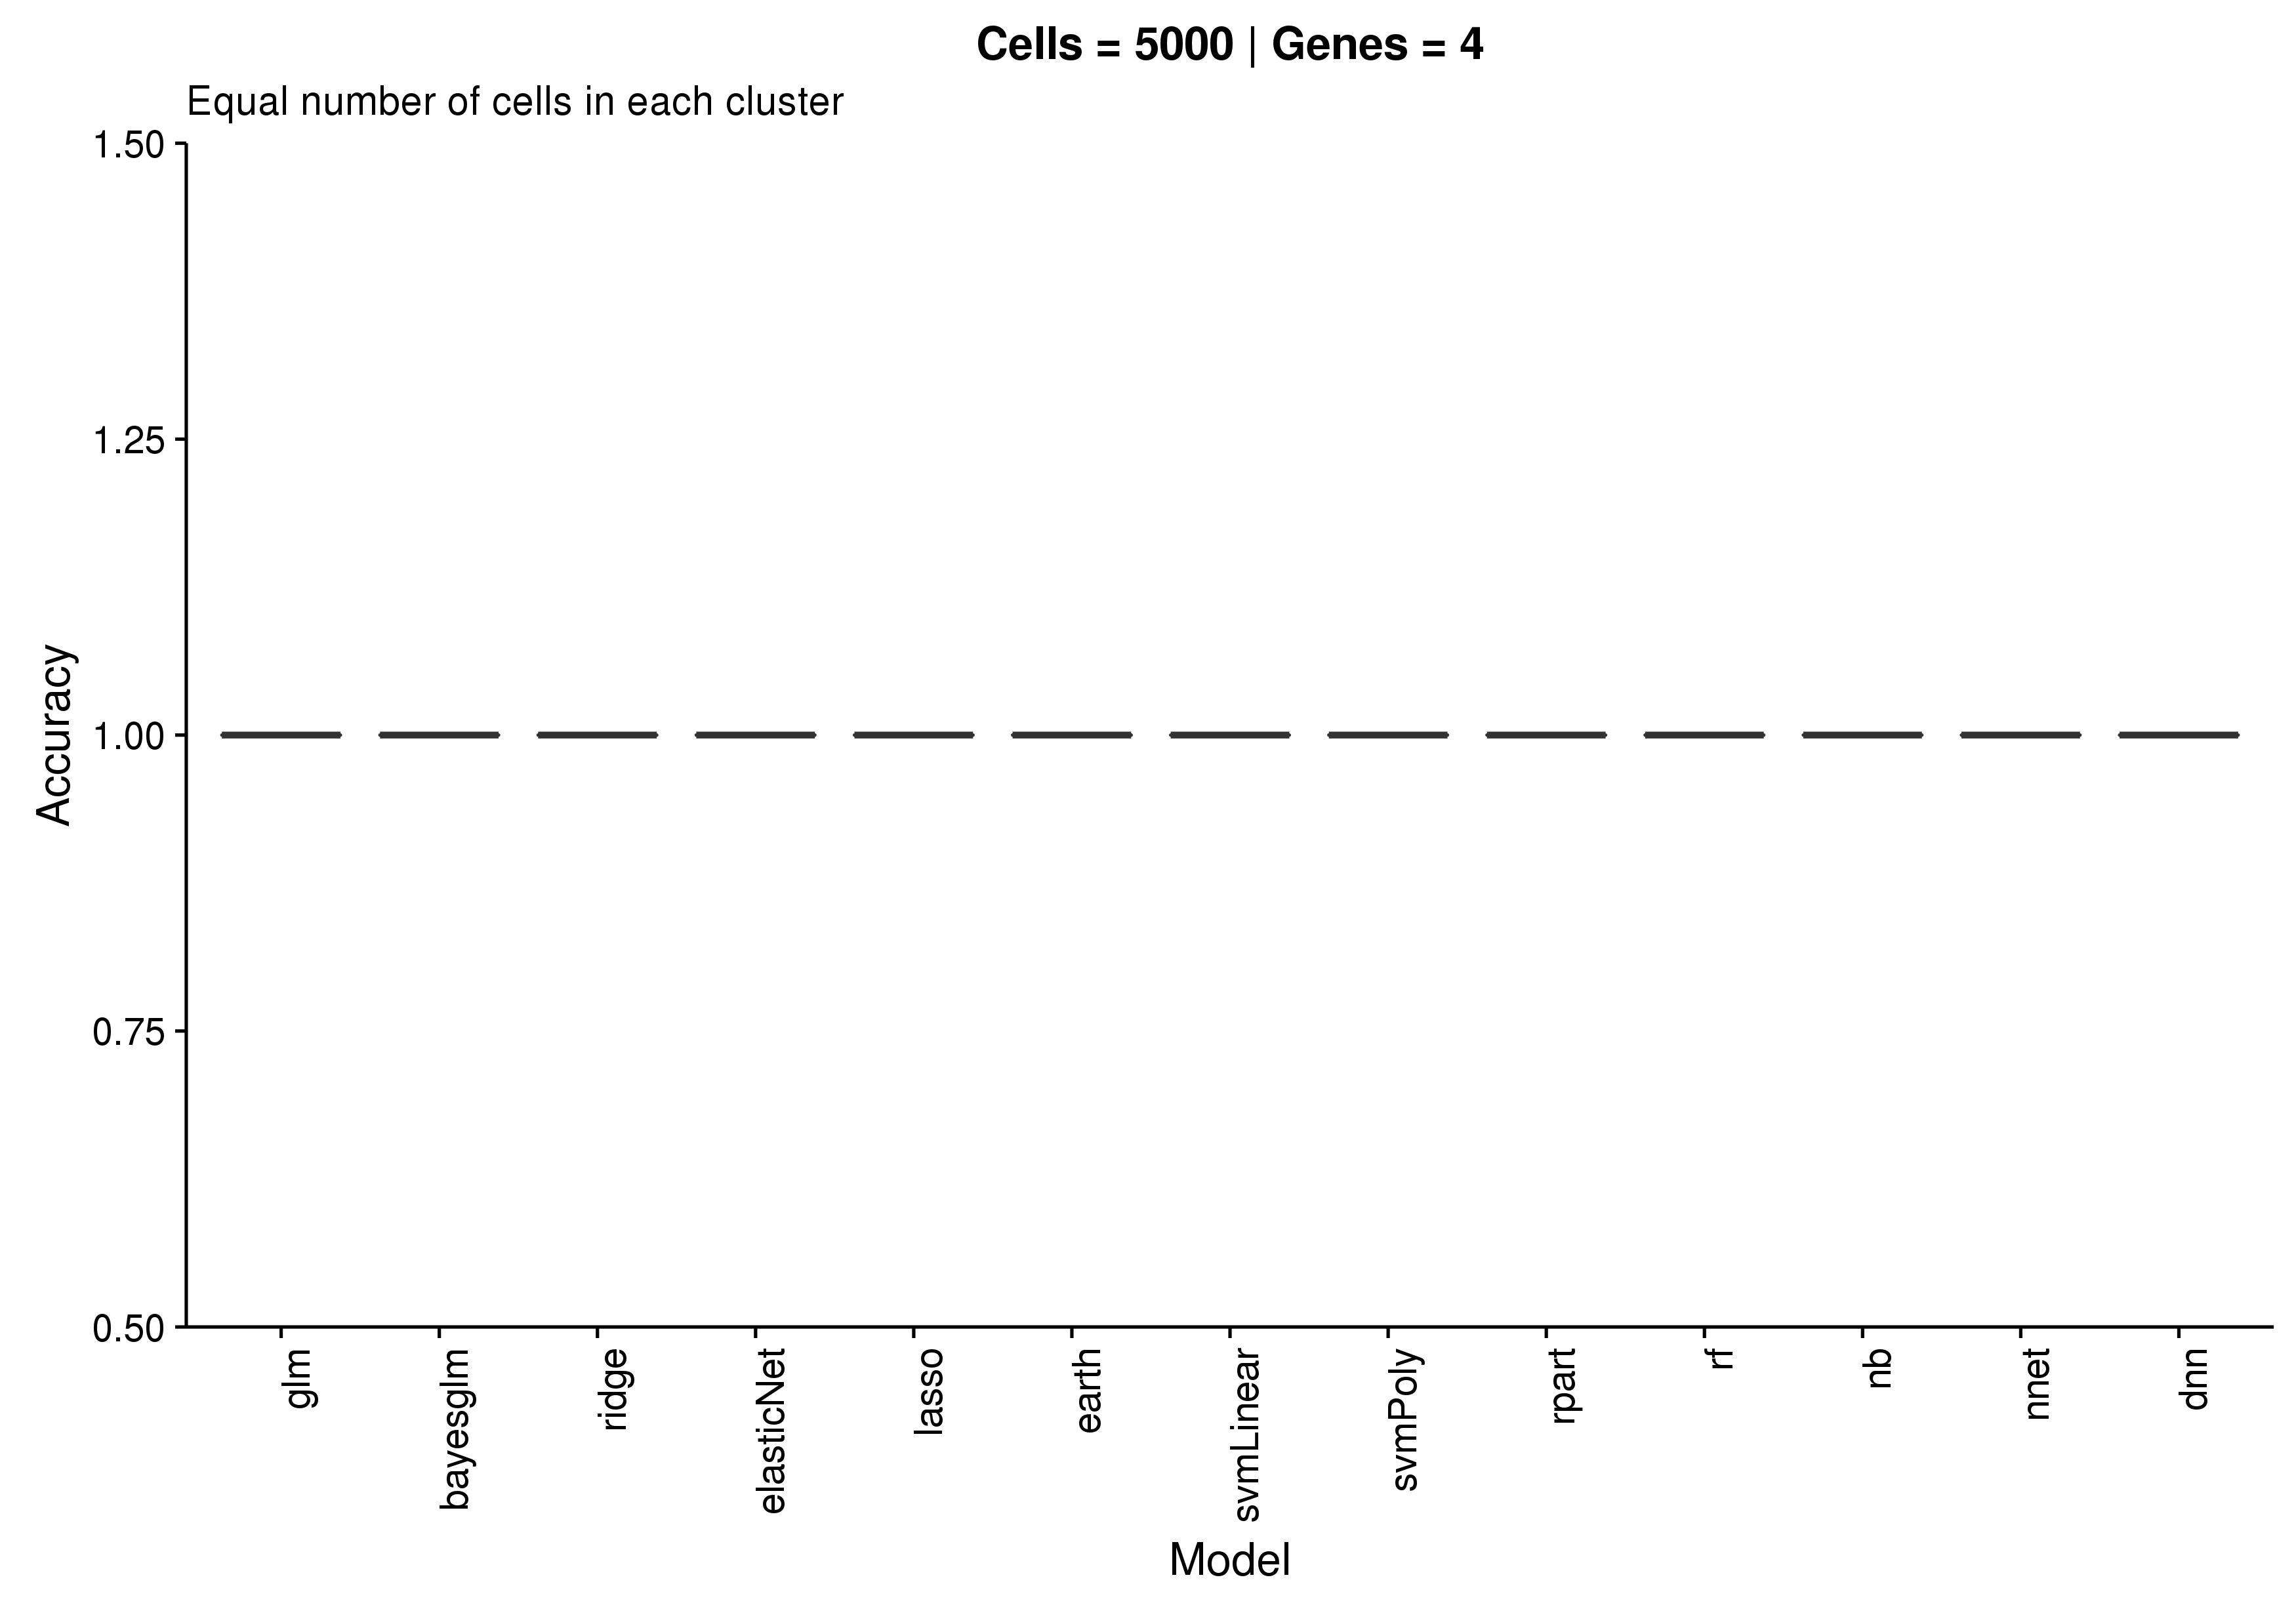 Cells = 5000 | Genes = 4
Equal number of cells in each cluster
1.50
1.25
1.00
0.75
0.50
Accuracy
glm
bayesglm
ridge
elasticNet
lasso
earth
svmLinear
svmPoly
rpart
rf
nb
nnet
dnn
Model